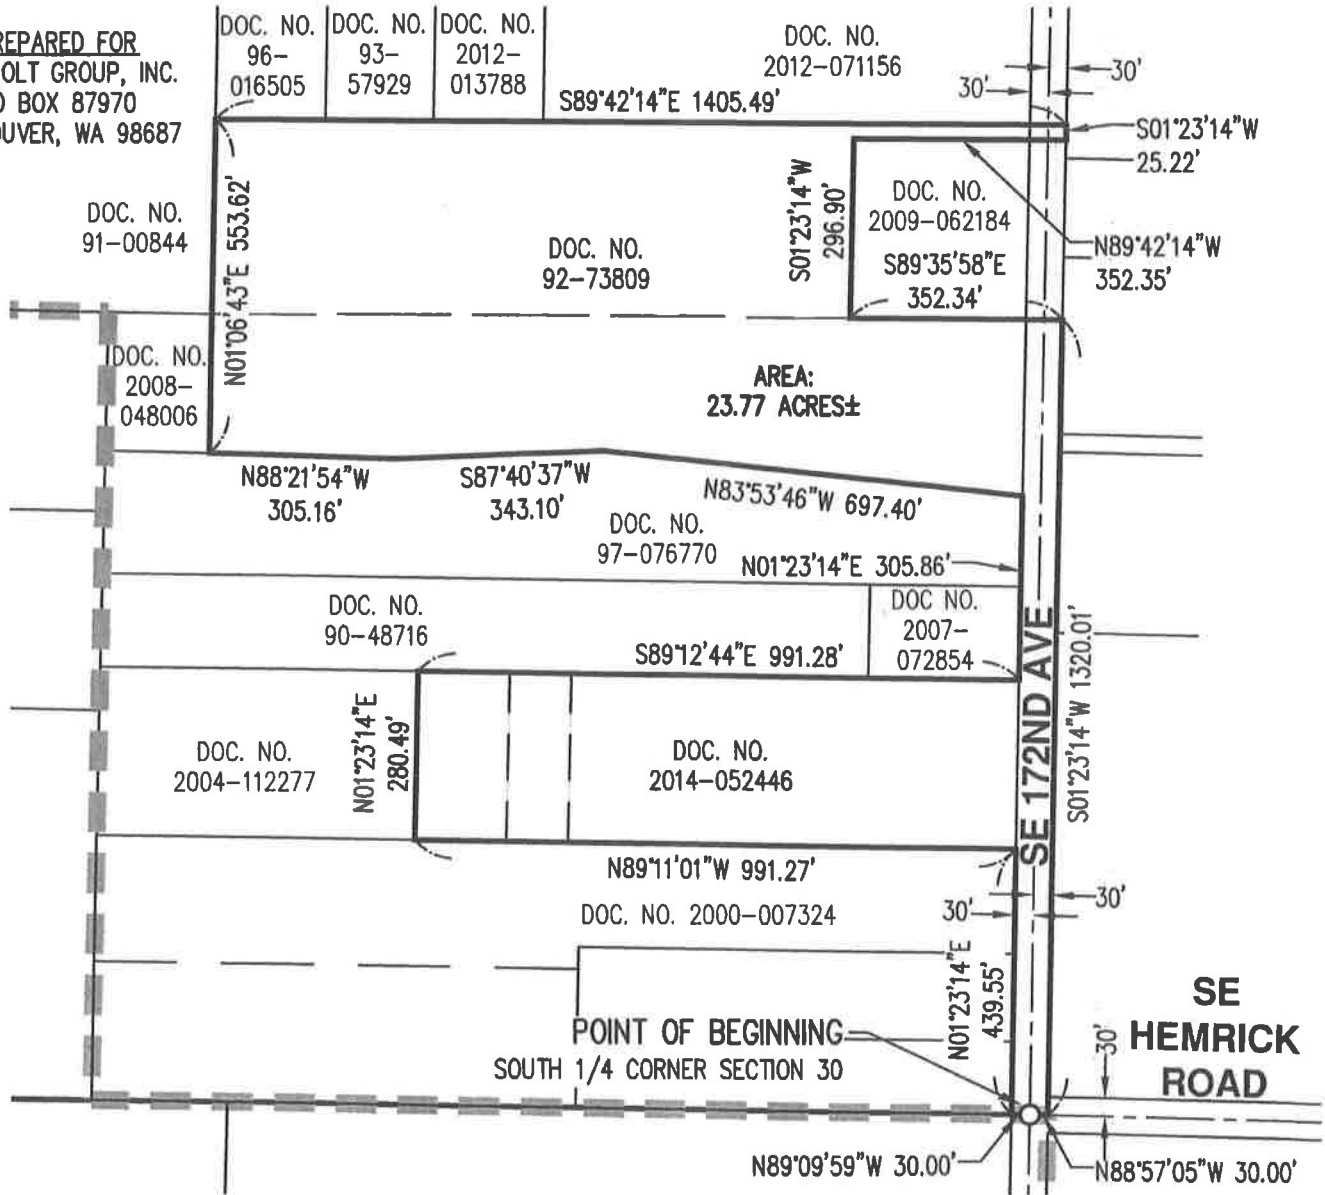 REPARED FOR
OLT GROUP, INC.
O BOX 87970
OUVER, WA 98687
DOC. NO.
96-
016505
DOC. NO.
93-
57929
DOC. NO.
2012-
013788
DOC. NO.
2012-071156
30'
30'
S89°42'14"E 1405.49'
S01°23'14"W
25.22'
DOC. NO.
91-00844
N01°06'43"E 553.62'
DOC. NO.
92-73809
S01°23'14"W
296.90'
DOC. NO.
2009-062184
S89°35'58"E
352.34'
N89°42'14"W
352.35'
DOC. NO.
2008-
048006
AREA:
23.77 ACRES±
N88°21'54"W
305.16'
S87°40'37"W
343.10'
N83°53'46"W 697.40'
DOC. NO.
97-076770
N01°23'14"E 305.86'
DOC. NO.
90-48716
DOC NO.
2007-
072854
S89°12'44"E 991.28'
SE 172ND AVE
S01°23'14"W 1320.01'
DOC. NO.
2004-112277
N01°23'14"E
280.49'
DOC. NO.
2014-052446
N89°11'01"W 991.27'
DOC. NO. 2000-007324
30'
30'
N01°23'14"E
439.55'
POINT OF BEGINNING
SOUTH 1/4 CORNER SECTION 30
30'
SE
HEMRICK
ROAD
N89°09'59"W 30.00'
N88°57'05"W 30.00'